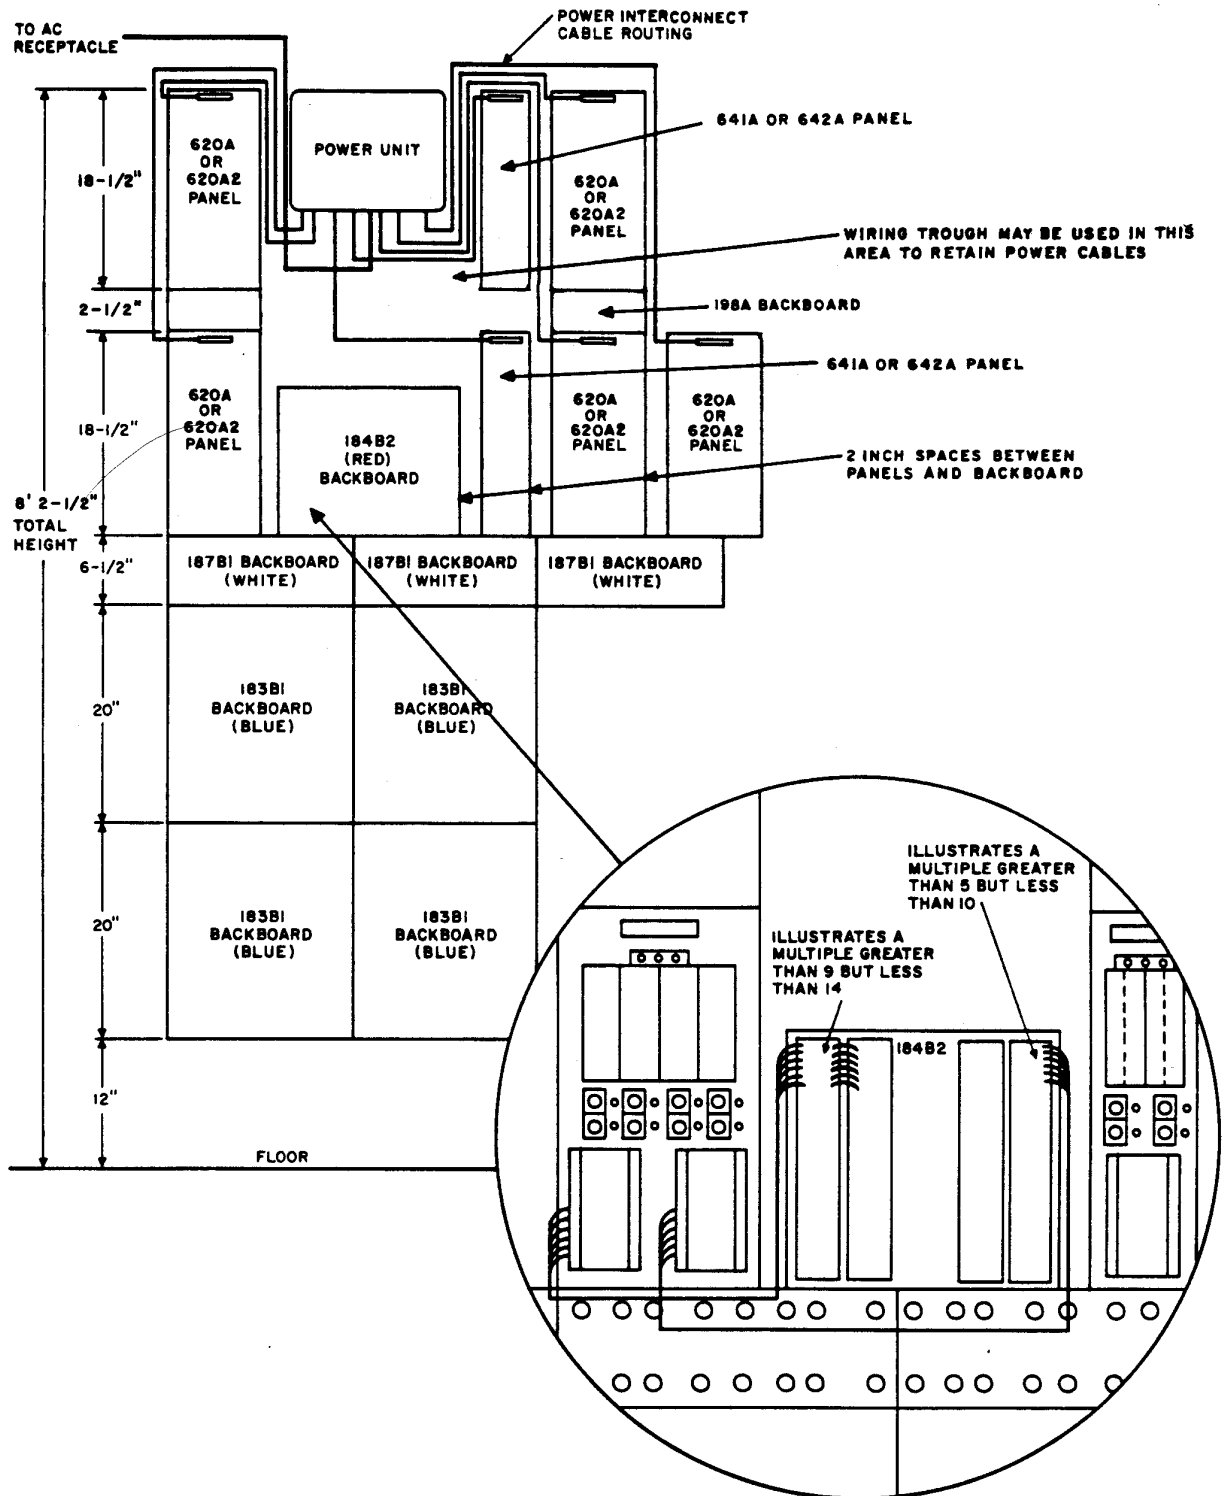 TO AC
RECEPTACLE
POWER INTERCONNECT
CABLE ROUTING
620A
OR
620A2
PANEL
POWER UNIT
641A OR 642A PANEL
620A
OR
620A2
PANEL
18-1/2"
WIRING TROUGH MAY BE USED IN THIS
AREA TO RETAIN POWER CABLES
2-1/2"
198A BACKBOARD
641A OR 642A PANEL
18-1/2"
620A
OR
620A2
PANEL
184B2
(RED)
BACKBOARD
620A
OR
620A2
PANEL
620A
OR
620A2
PANEL
2 INCH SPACES BETWEEN
PANELS AND BACKBOARD
8' 2-1/2"
TOTAL
HEIGHT
6-1/2"
187B1 BACKBOARD
(WHITE)
187B1 BACKBOARD
(WHITE)
187B1 BACKBOARD
(WHITE)
20"
183B1
BACKBOARD
(BLUE)
183B1
BACKBOARD
(BLUE)
20"
183B1
BACKBOARD
(BLUE)
183B1
BACKBOARD
(BLUE)
12"
FLOOR
ILLUSTRATES A
MULTIPLE GREATER
THAN 5 BUT LESS
THAN 10
ILLUSTRATES A
MULTIPLE GREATER
THAN 9 BUT LESS
THAN 14
184B2